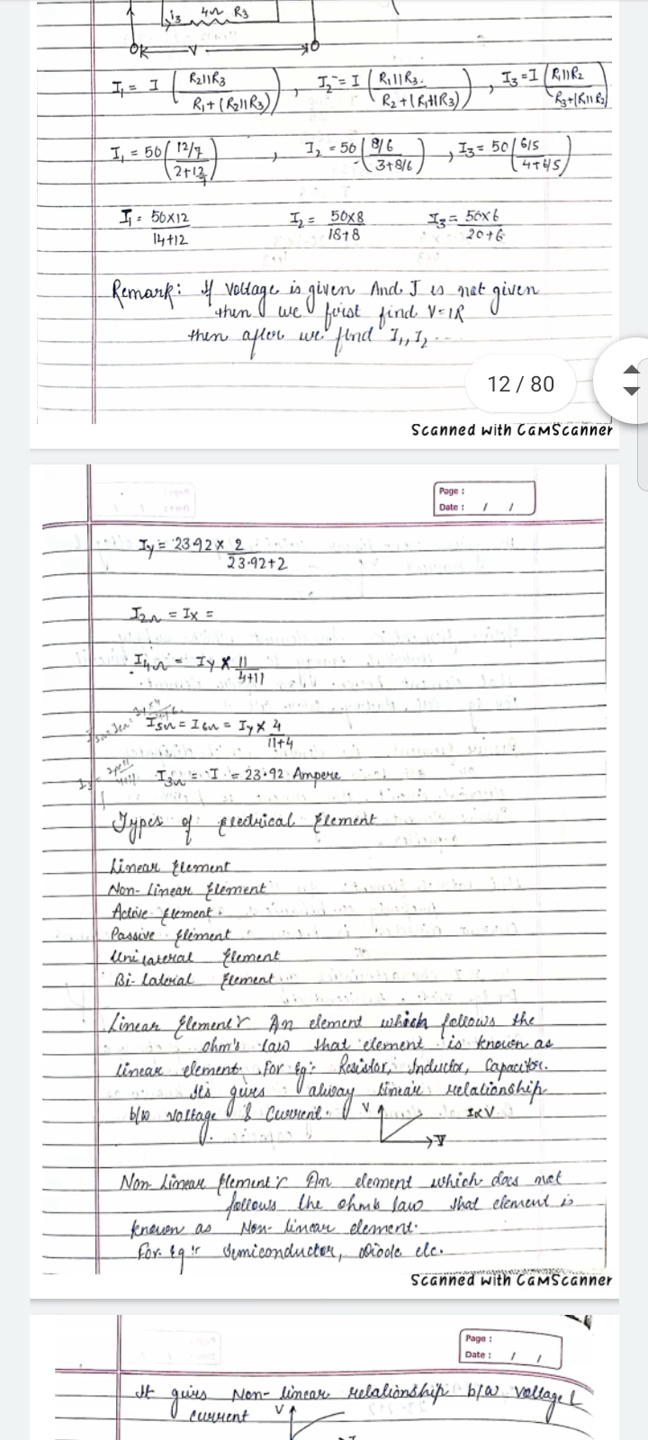 i3 4Ω R3
V
I1 = I ( R2||R3 / R1+(R2||R3) ) , I2 = I ( R1||R3 / R2+(R1||R3) ) , I3 = I ( R1||R2 / R3+(R1||R2) )
I1 = 50 ( 12/7 / 2+12/7 ) , I2 = 50 ( 8/6 / 3+8/6 ) , I3 = 50 ( 6/5 / 4+6/5 )
I1 = 50×12 / 14+12 I2 = 50×8 / 18+8 I3 = 50×6 / 20+6
Remark: If voltage is given And I is not given
then we first find V=IR
then after we find I1, I2 ...
12 / 80
Scanned with CamScanner
Page :
Date : / /
Iy = 23.92 × 2 / 23.92+2
I2Ω = Ix =
I4Ω = Iy × 11 / 4+11
I5Ω = I6Ω = Iy × 4 / 11+4
I3Ω = I = 23.92 Ampere
Types of electrical Element
Linear Element
Non-Linear Element
Active Element
Passive Element
Unilateral Element
Bi-Laterial Element
Linear Element: An element which follows the
ohm's law that element is known as
linear element. For Eg: Resistor, Inductor, Capacitor.
Its gives alway linear relationship
b/w voltage & Current. V I∝V
Non-Linear Element: An element which does not
follows the ohm's law that element is
known as Non-linear element.
For Eg: Semiconductor, Diode etc.
Scanned with CamScanner
Page :
Date : / /
It gives Non-linear relationship b/w voltage &
current V